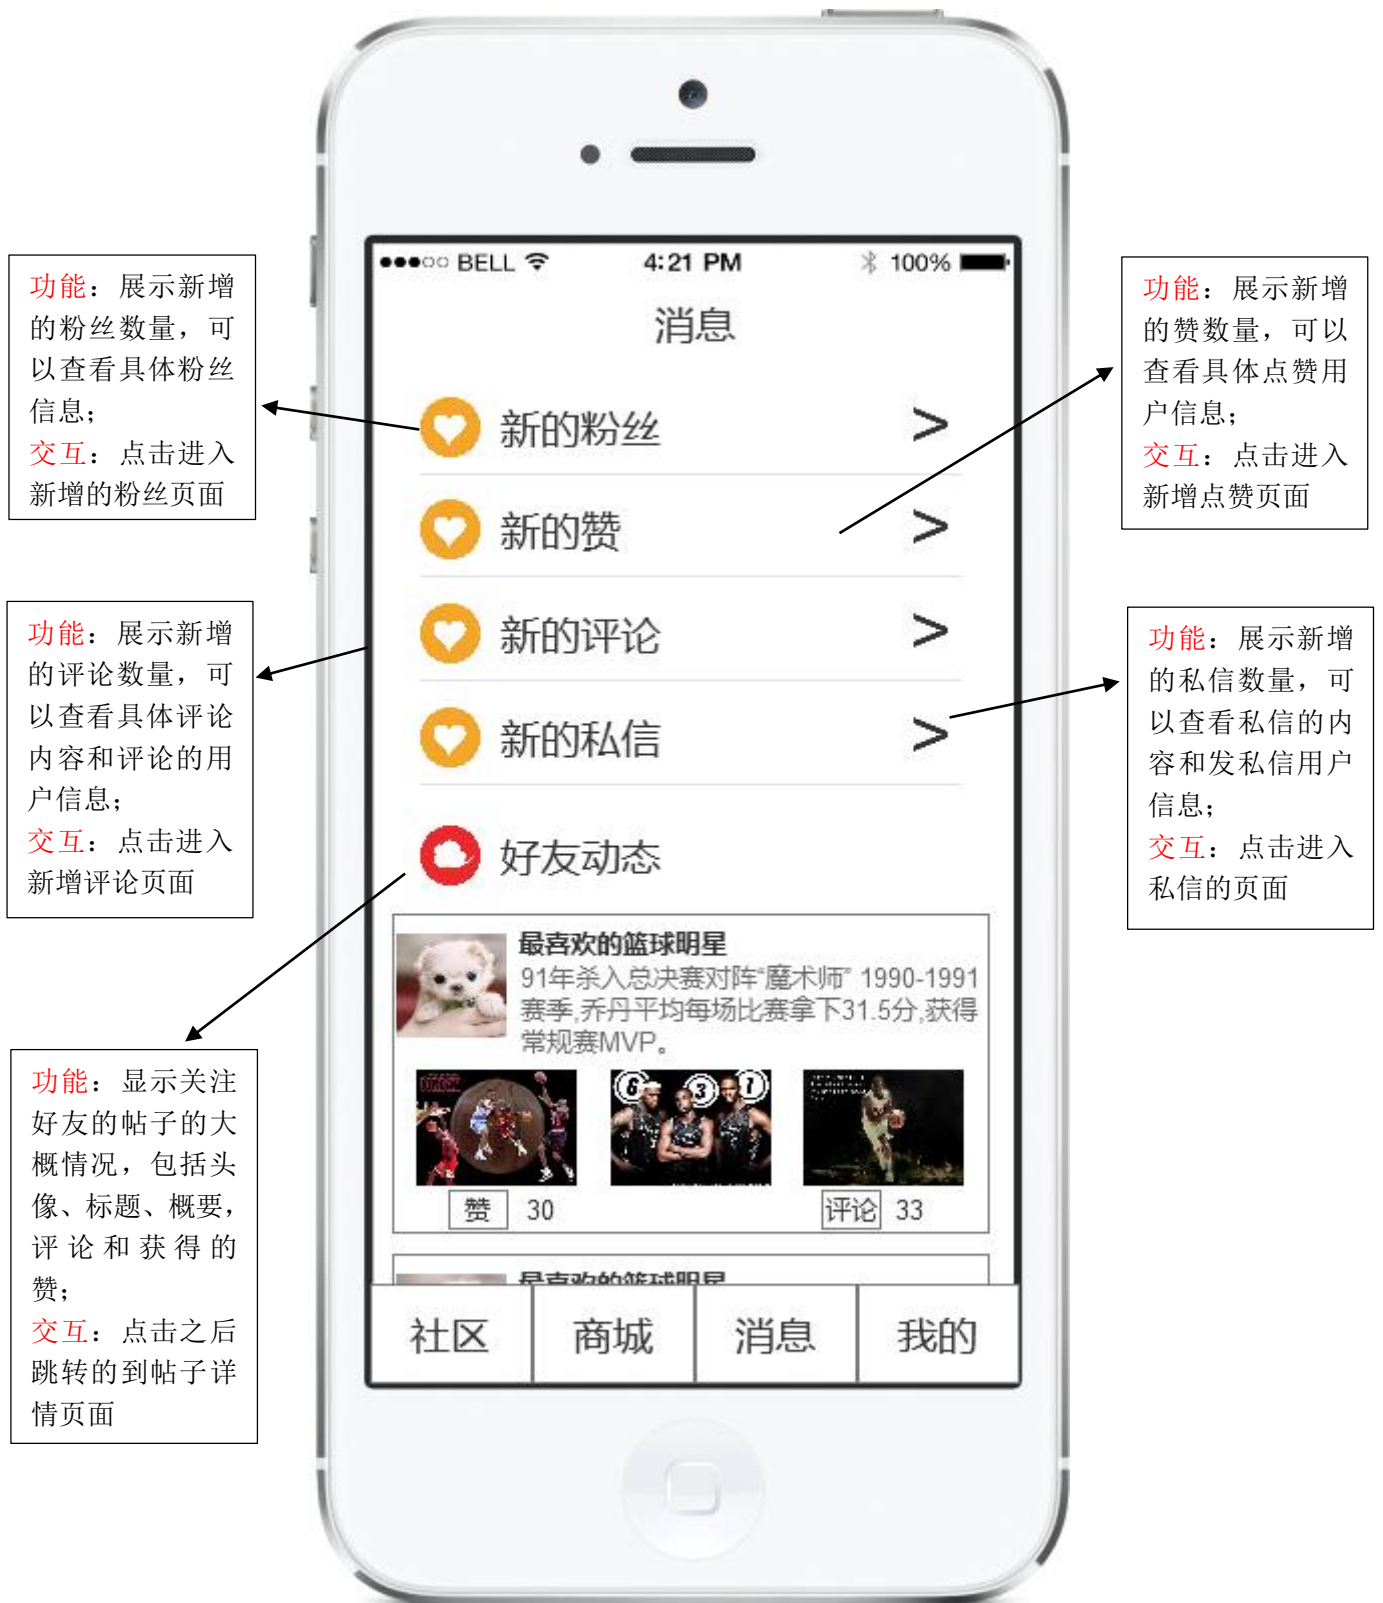 BELL 4:21 PM 100%
消息
新的粉丝 >
新的赞 >
新的评论 >
新的私信 >
好友动态
最喜欢的篮球明星
91年杀入总决赛对阵“魔术师” 1990-1991
赛季,乔丹平均每场比赛拿下31.5分,获得
常规赛MVP。
6 3 1
赞 30 评论 33
最喜欢的篮球明星
社区 商城 消息 我的
功能：展示新增
的粉丝数量，可
以查看具体粉丝
信息；
交互：点击进入
新增的粉丝页面
功能：展示新增
的评论数量，可
以查看具体评论
内容和评论的用
户信息；
交互：点击进入
新增评论页面
功能：显示关注
好友的帖子的大
概情况，包括头
像、标题、概要，
评论和获得的
赞；
交互：点击之后
跳转的到帖子详
情页面
功能：展示新增
的赞数量，可以
查看具体点赞用
户信息；
交互：点击进入
新增点赞页面
功能：展示新增
的私信数量，可
以查看私信的内
容和发私信用户
信息；
交互：点击进入
私信的页面